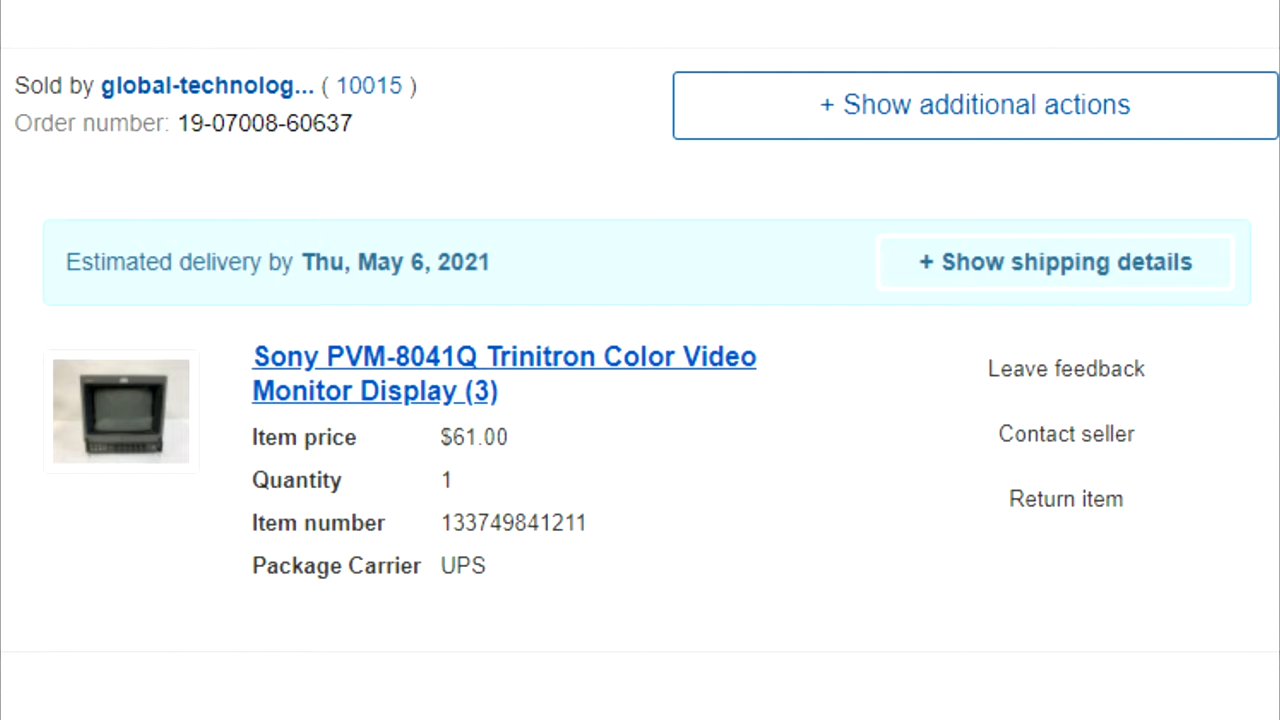 Sold by global-technolog... ( 10015 )
+ Show additional actions
Order number: 19-07008-60637
Estimated delivery by Thu, May 6, 2021
+ Show shipping details
Sony PVM-8041Q Trinitron Color Video
Monitor Display (3)
Item price $61.00
Quantity 1
Item number 133749841211
Package Carrier UPS
Leave feedback
Contact seller
Return item